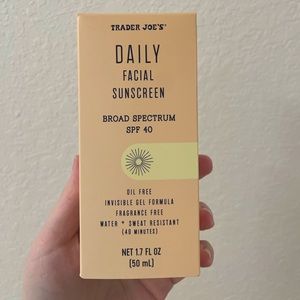 TRADER JOE'S
DAILY
FACIAL
SUNSCREEN
BROAD SPECTRUM
SPF 40
OIL FREE
INVISIBLE GEL FORMULA
FRAGRANCE FREE
WATER + SWEAT RESISTANT
(40 MINUTES)
NET 1.7 FL OZ
(50 mL)